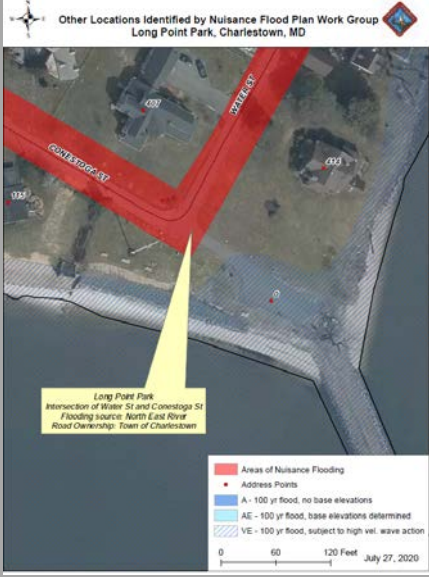 Other Locations Identified by Nuisance Flood Plan Work Group
Long Point Park, Charlestown, MD
407
WATER ST
CONESTOGA ST
414
115
0
Long Point Park
Intersection of Water St and Conestoga St
Flooding source: North East River
Road Ownership: Town of Charlestown
Areas of Nuisance Flooding
Address Points
A - 100 yr flood, no base elevations
AE - 100 yr flood, base elevations determined
VE - 100 yr flood, subject to high vel. wave action
0 60 120 Feet
July 27, 2020